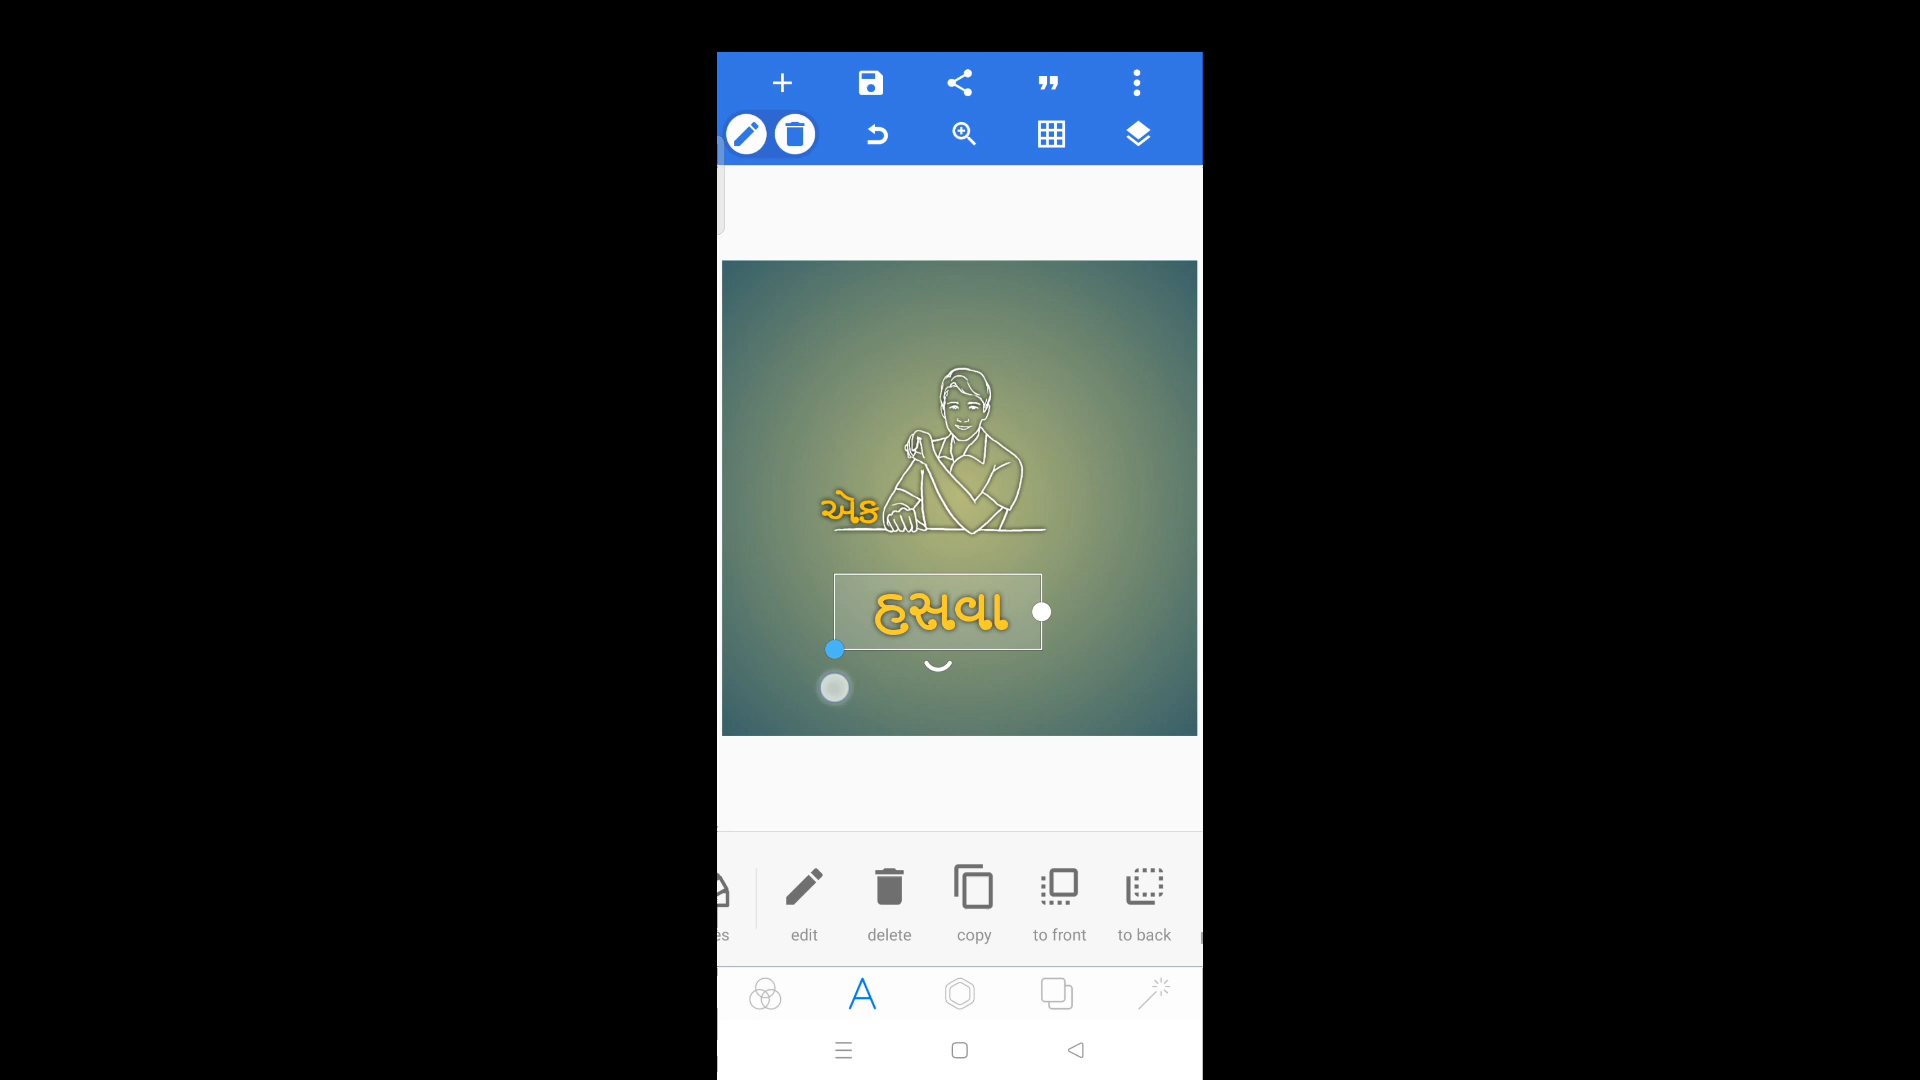 એક
હસવા
edit delete copy to front to back